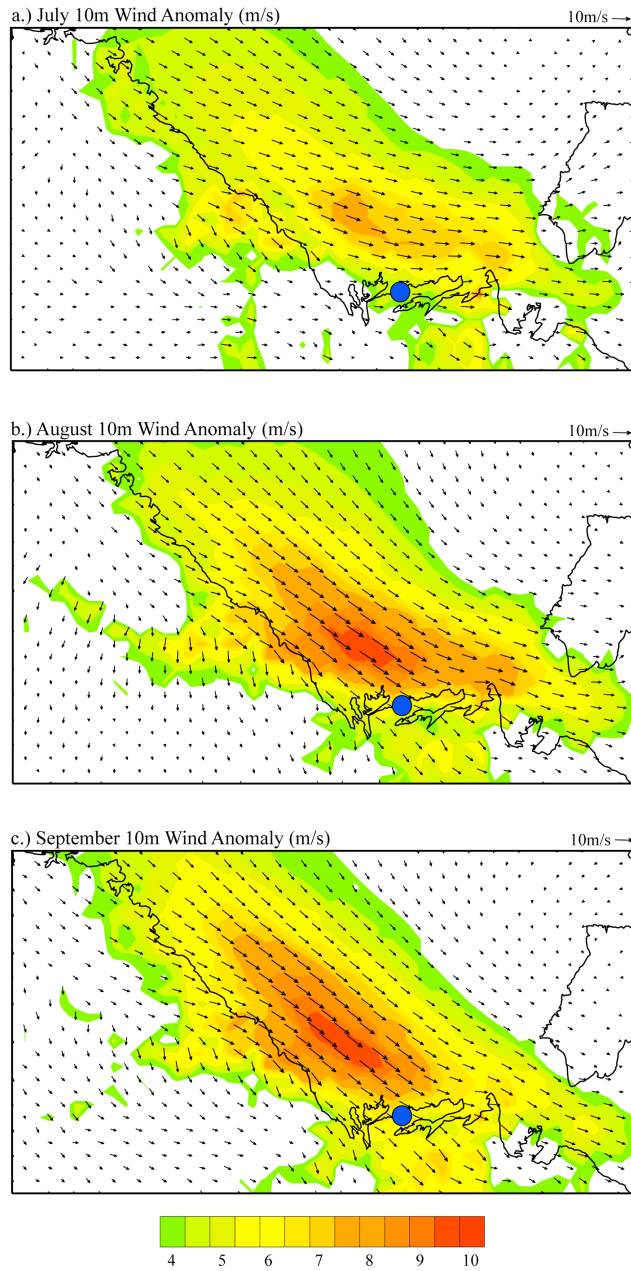 a.) July 10m Wind Anomaly (m/s) 10m/s
b.) August 10m Wind Anomaly (m/s) 10m/s
c.) September 10m Wind Anomaly (m/s) 10m/s
4 5 6 7 8 9 10